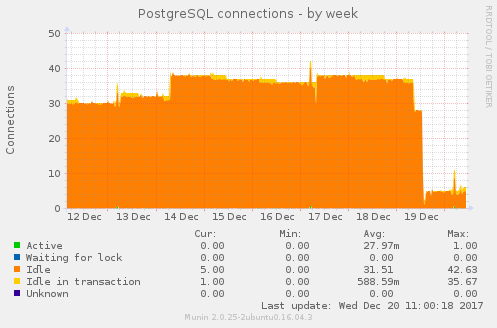 PostgreSQL connections - by week
RRDTOOL / TOBI OETIKER
Connections
50
40
30
20
10
0
12 Dec 13 Dec 14 Dec 15 Dec 16 Dec 17 Dec 18 Dec 19 Dec
Cur: Min: Avg: Max:
Active 0.00 0.00 27.97m 1.00
Waiting for lock 0.00 0.00 0.00 0.00
Idle 5.00 0.00 31.51 42.63
Idle in transaction 1.00 0.00 588.59m 35.67
Unknown 0.00 0.00 0.00 0.00
Last update: Wed Dec 20 11:00:18 2017
Munin 2.0.25-2ubuntu0.16.04.3